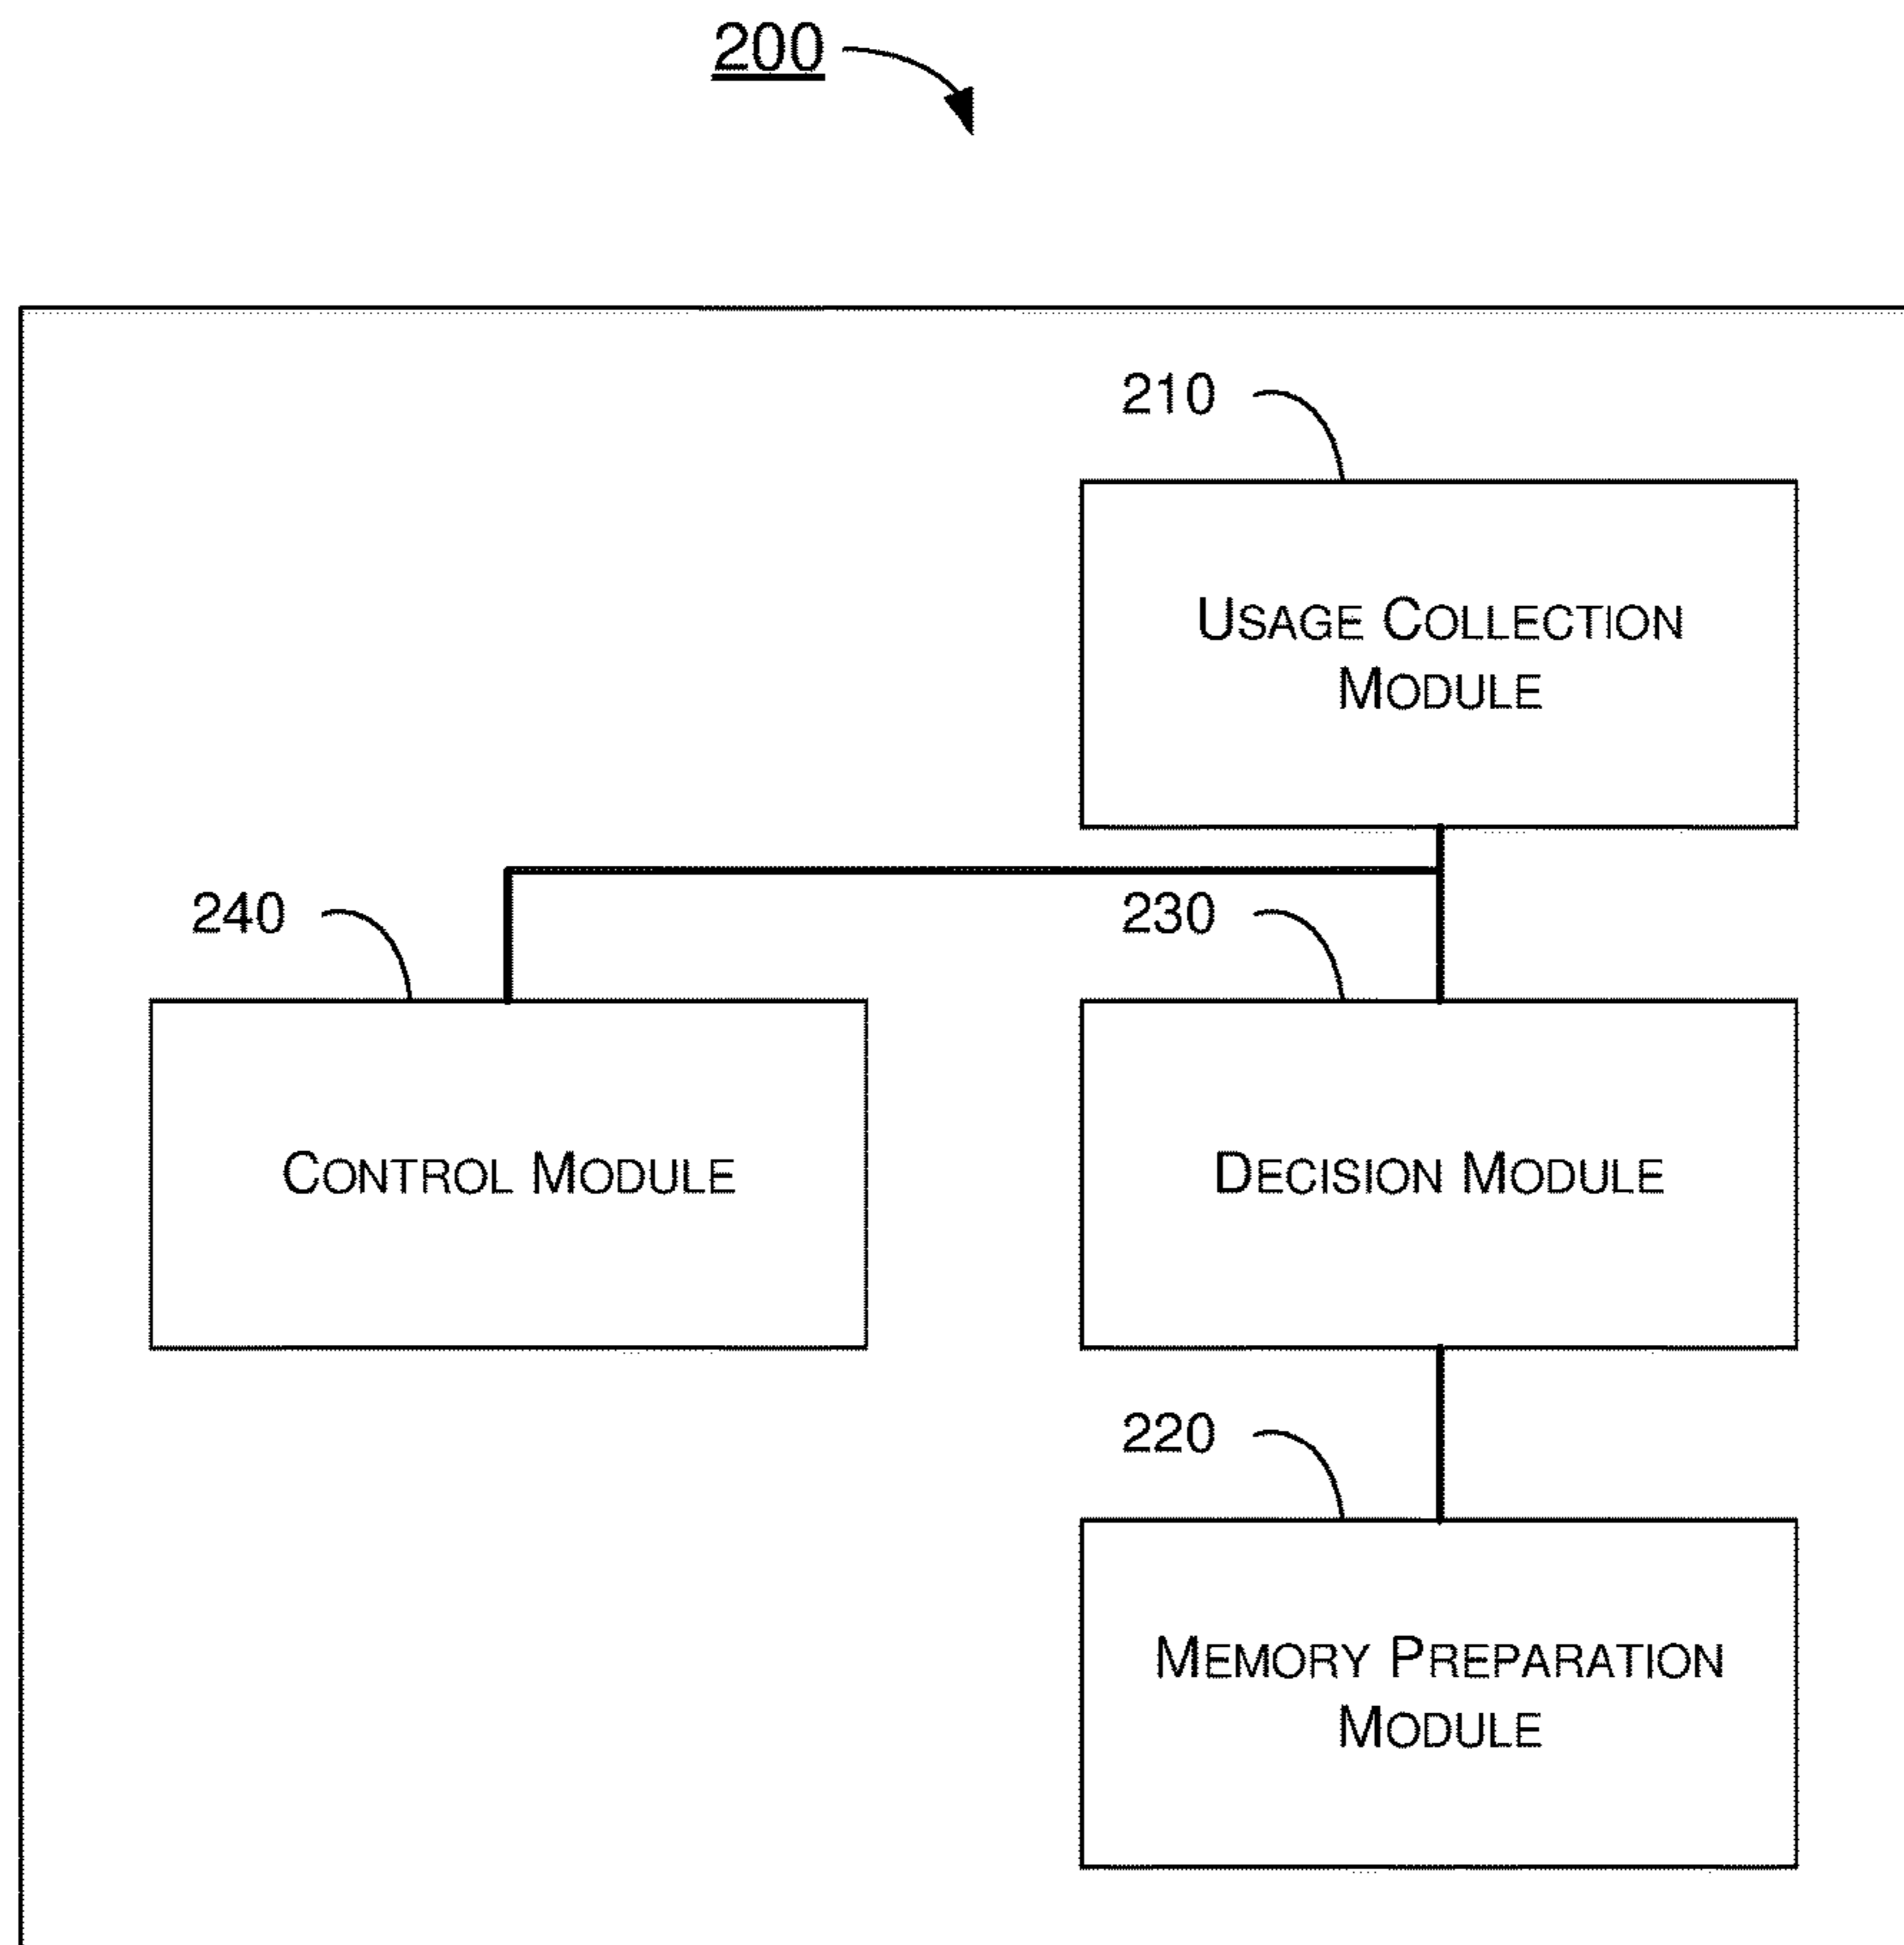 200
210
USAGE COLLECTION
MODULE
240
230
CONTROL MODULE
DECISION MODULE
220
MEMORY PREPARATION
MODULE